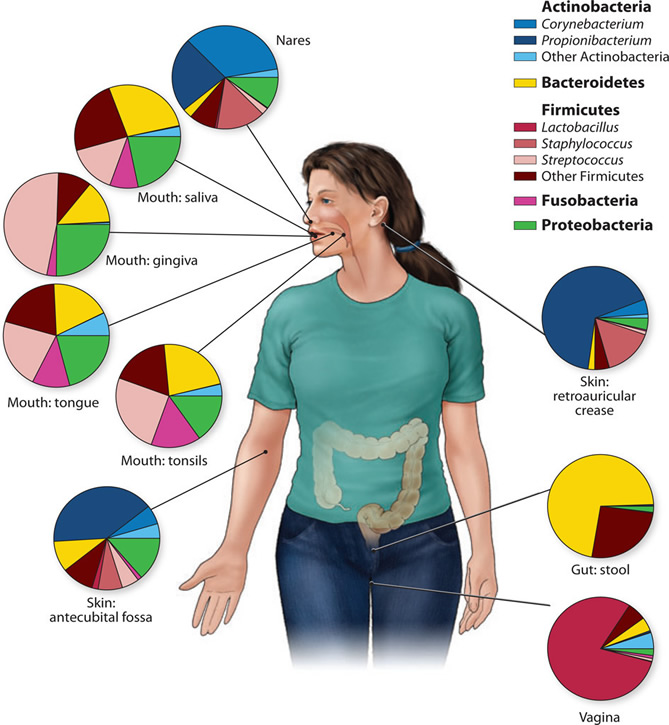 Actinobacteria
Corynebacterium
Propionibacterium
Other Actinobacteria
Bacteroidetes
Firmicutes
Lactobacillus
Staphylococcus
Streptococcus
Other Firmicutes
Fusobacteria
Proteobacteria
Nares
Mouth: saliva
Mouth: gingiva
Mouth: tongue
Mouth: tonsils
Skin:
antecubital fossa
Skin:
retroauricular
crease
Gut: stool
Vagina